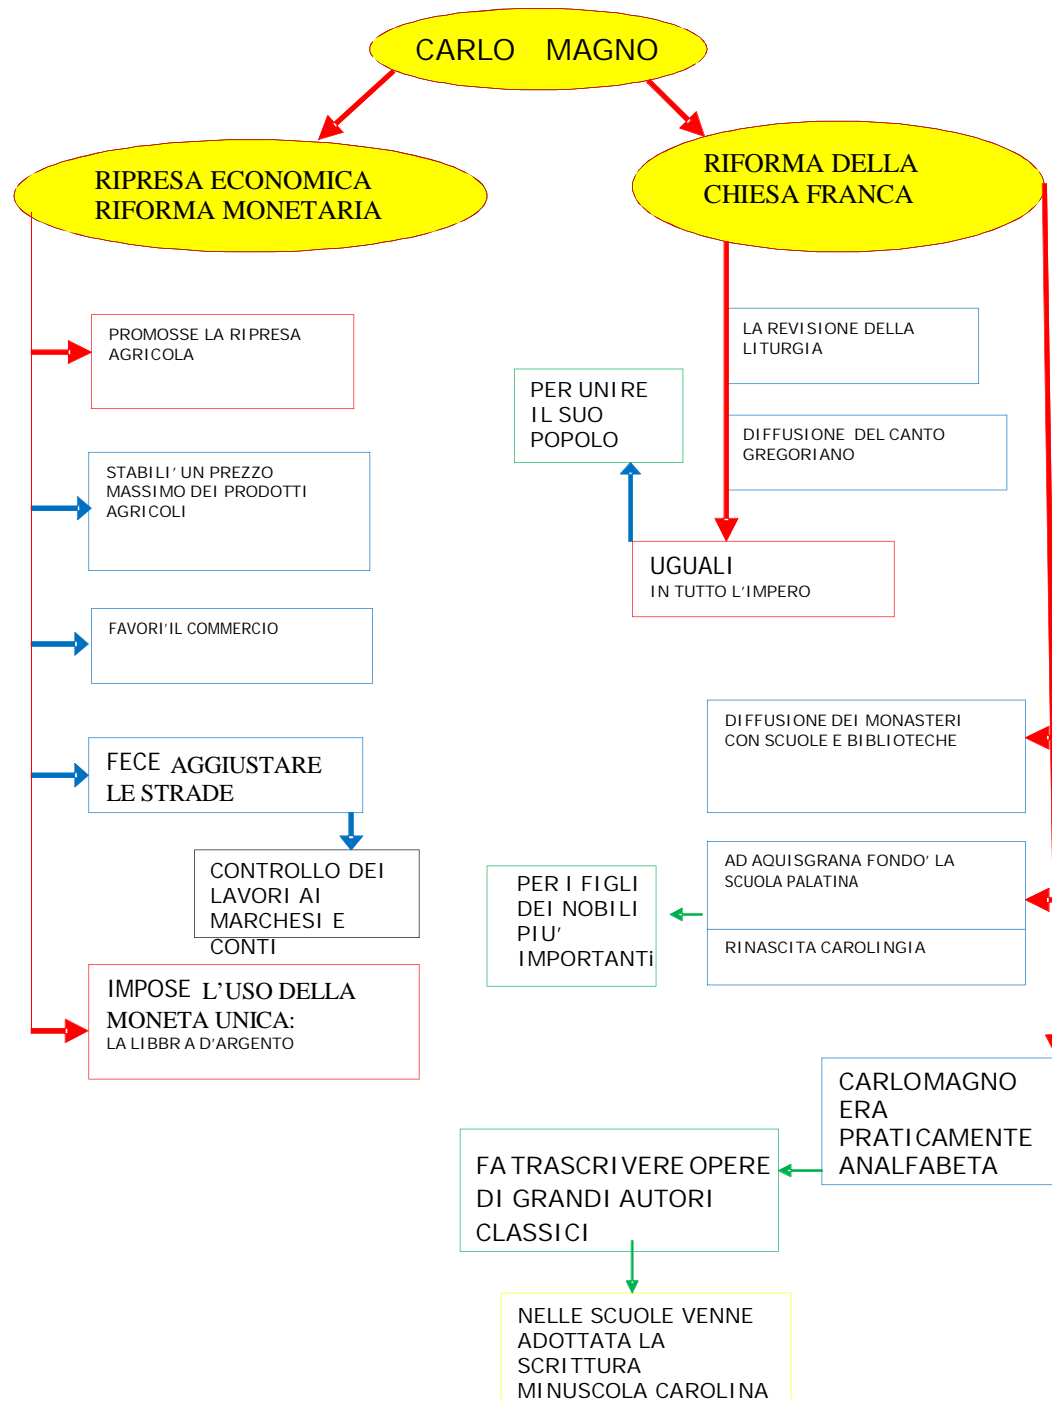 CARLO MAGNO
RIPRESA ECONOMICA
RIFORMA MONETARIA
PROMOSSE LA RIPRESA
AGRICOLA
STABILI' UN PREZZO
MASSIMO DEI PRODOTTI
AGRICOLI
FAVORI'IL COMMERCIO
FECE AGGIUSTARE
LE STRADE
CONTROLLO DEI
LAVORI AI
MARCHESI E
CONTI
IMPOSE L'USO DELLA
MONETA UNICA:
LA LIBBRA D'ARGENTO
RIFORMA DELLA
CHIESA FRANCA
LA REVISIONE DELLA
LITURGIA
DIFFUSIONE DEL CANTO
GREGORIANO
UGUALI
IN TUTTO L'IMPERO
PER UNIRE
IL SUO
POPOLO
DIFFUSIONE DEI MONASTERI
CON SCUOLE E BIBLIOTECHE
AD AQUISGRANA FONDO' LA
SCUOLA PALATINA
RINASCITA CAROLINGIA
PER I FIGLI
DEI NOBILI
PIU'
IMPORTANTi
CARLOMAGNO
ERA
PRATICAMENTE
ANALFABETA
FA TRASCRIVERE OPERE
DI GRANDI AUTORI
CLASSICI
NELLE SCUOLE VENNE
ADOTTATA LA
SCRITTURA
MINUSCOLA CAROLINA